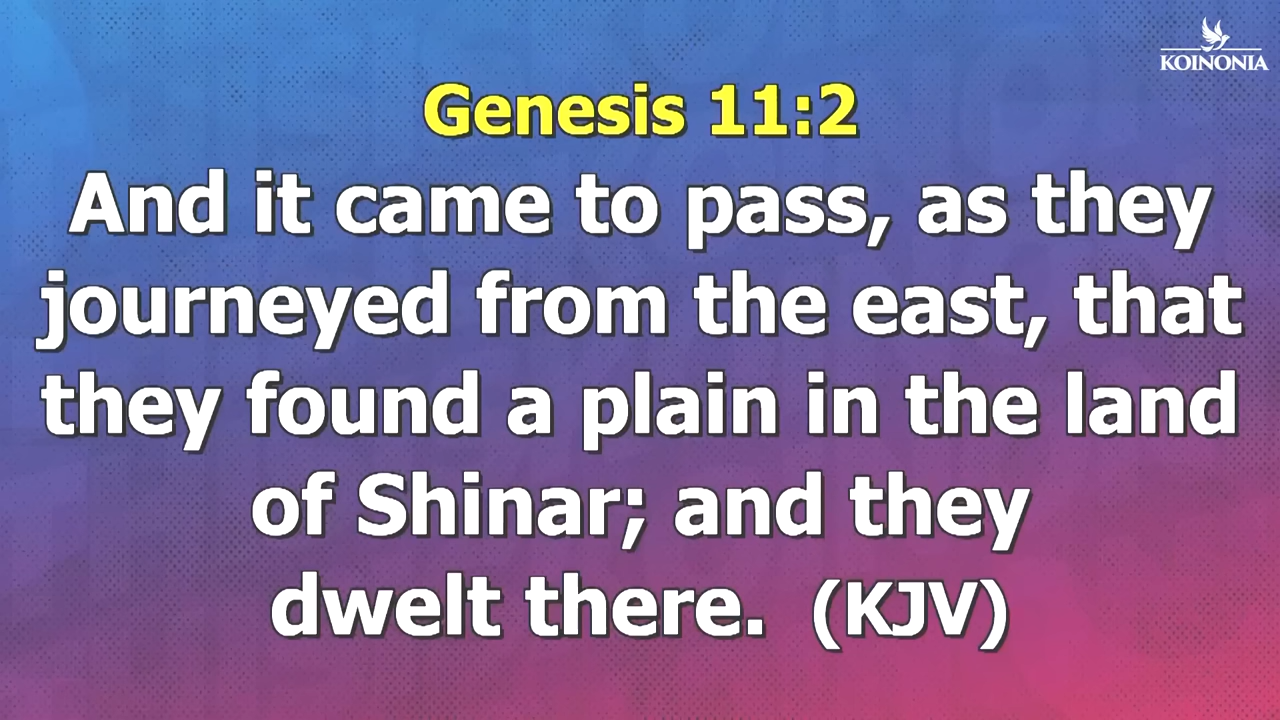 KOINONIA
Genesis 11:2
And it came to pass, as they
journeyed from the east, that
they found a plain in the land
of Shinar; and they
dwelt there.  (KJV)